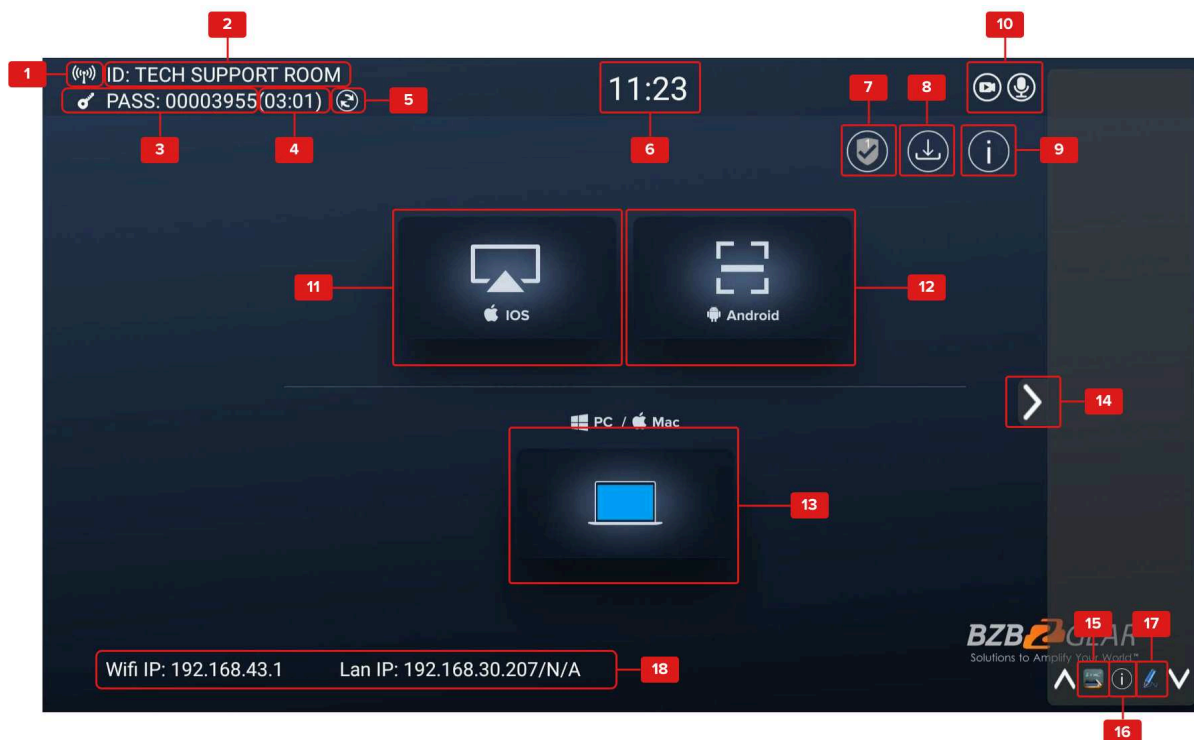 2
10
1
ID: TECH SUPPORT ROOM
11:23
7
8
PASS: 00003955(03:01)
5
3
4
6
1
i
9
11
IOS
Android
12
14
PC / Mac
13
BZBGEAR
15
17
Solutions to Amplify Your World™
Wifi IP: 192.168.43.1 Lan IP: 192.168.30.207/N/A
18
i
16